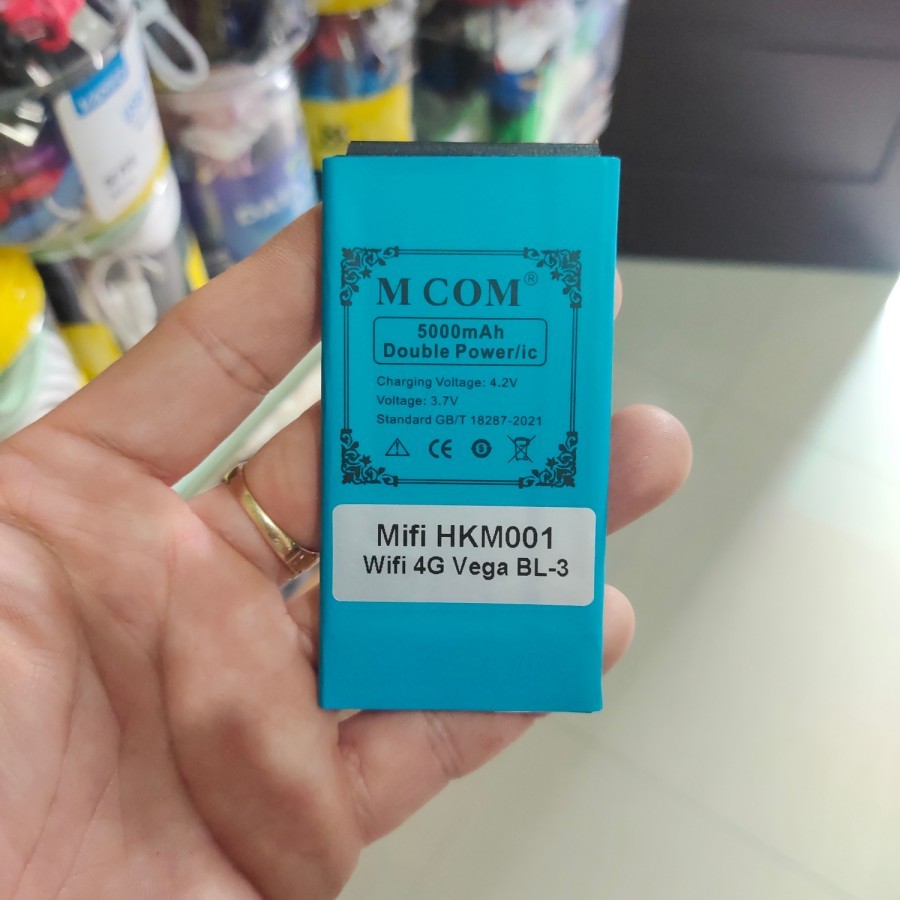 M COM®
5000mAh
Double Power/ic
Charging Voltage: 4.2V
Voltage: 3.7V
Standard GB/T 18287-2021
CE
Mifi HKM001
Wifi 4G Vega BL-3